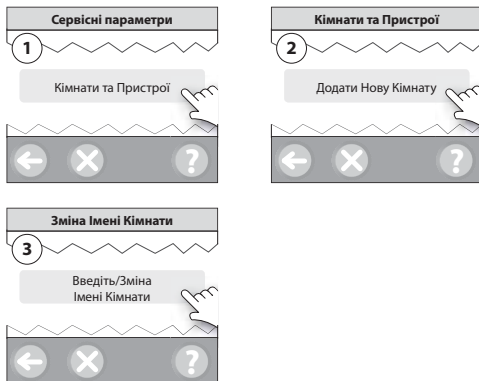 Сервісні параметри
1
Кімнати та Пристрої
?
Кімнати та Пристрої
2
Додати Нову Кімнату
?
Зміна Імені Кімнати
3
Введіть/Зміна
Імені Кімнати
?